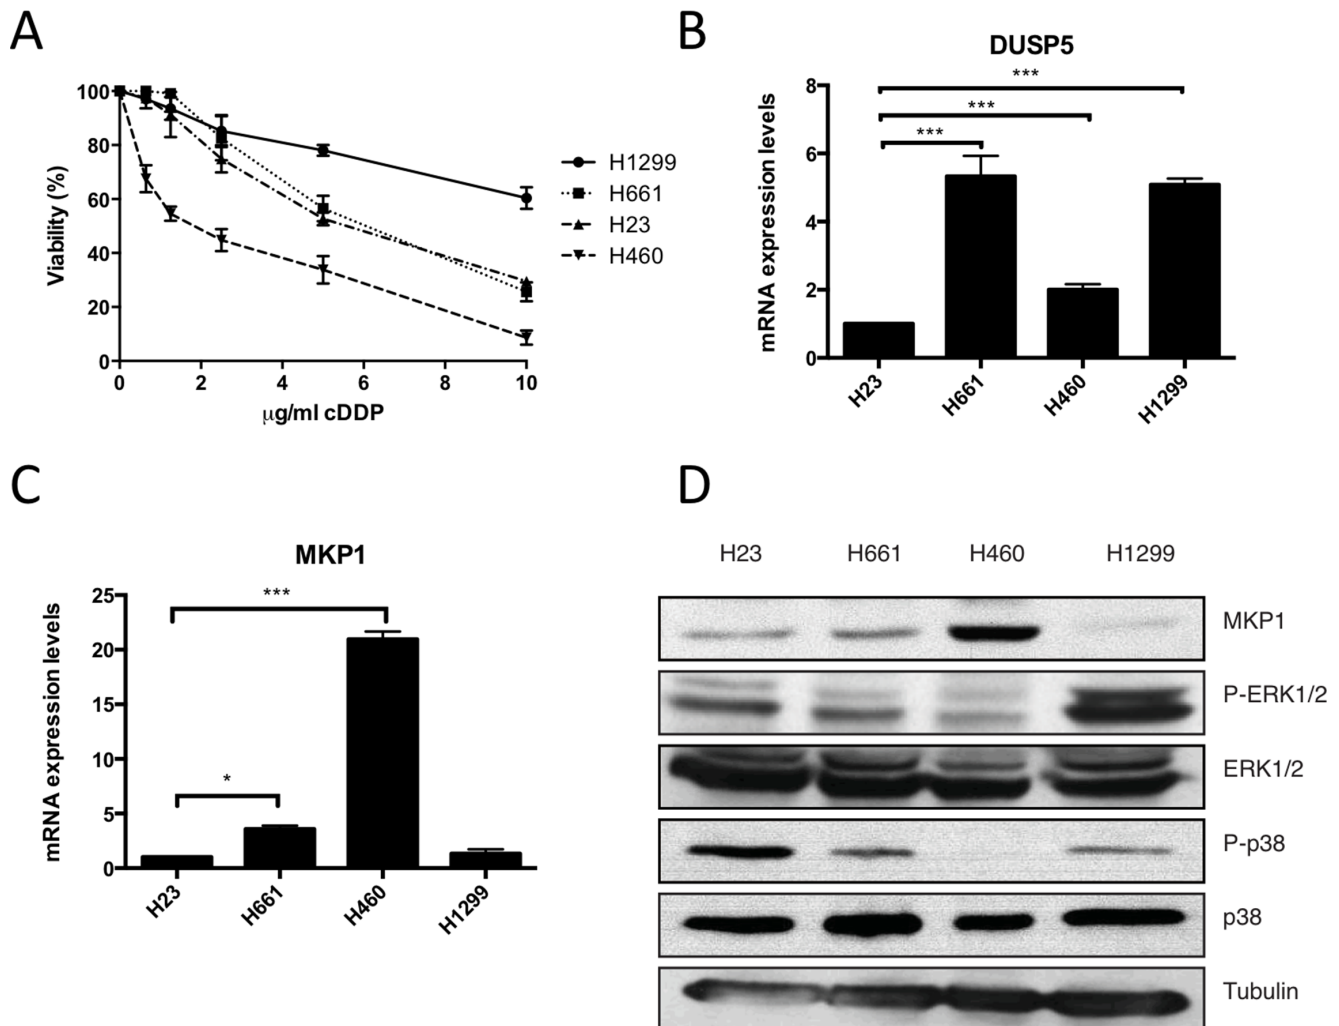 A
100
80
60
40
20
0
Viability (%)
0 2 4 6 8 10
μg/ml cDDP
H1299
H661
H23
H460
B
DUSP5
***
***
***
8
6
4
2
0
mRNA expression levels
H23
H661
H460
H1299
C
MKP1
***
*
25
20
15
10
5
0
mRNA expression levels
H23
H661
H460
H1299
D
H23 H661 H460 H1299
MKP1
P-ERK1/2
ERK1/2
P-p38
p38
Tubulin